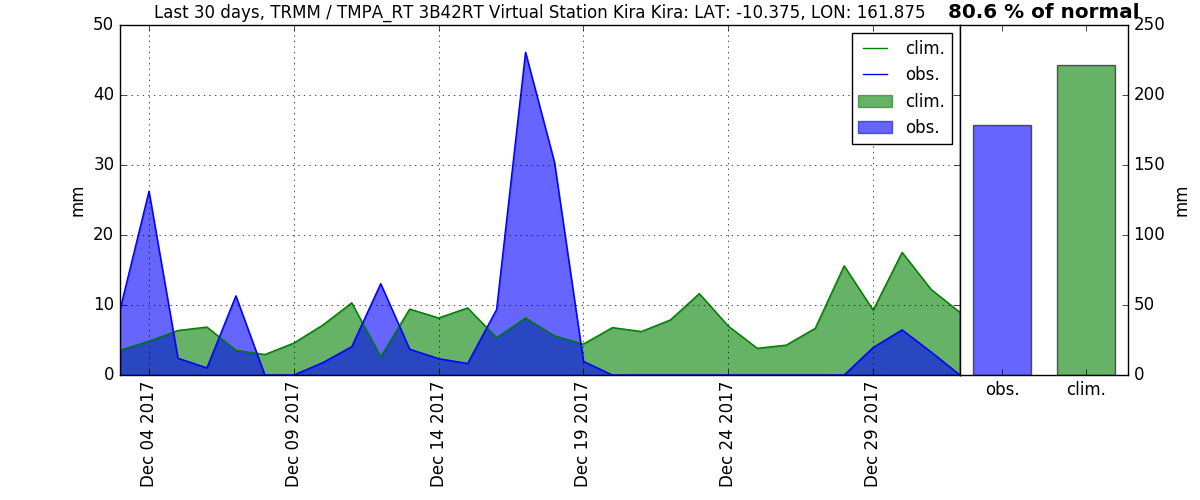 Last 30 days, TRMM / TMPA_RT 3B42RT Virtual Station Kira Kira: LAT: -10.375, LON: 161.875
80.6 % of normal
50
40
30
20
10
0
mm
clim.
obs.
clim.
obs.
250
200
150
100
50
0
mm
Dec 04 2017
Dec 09 2017
Dec 14 2017
Dec 19 2017
Dec 24 2017
Dec 29 2017
obs.
clim.